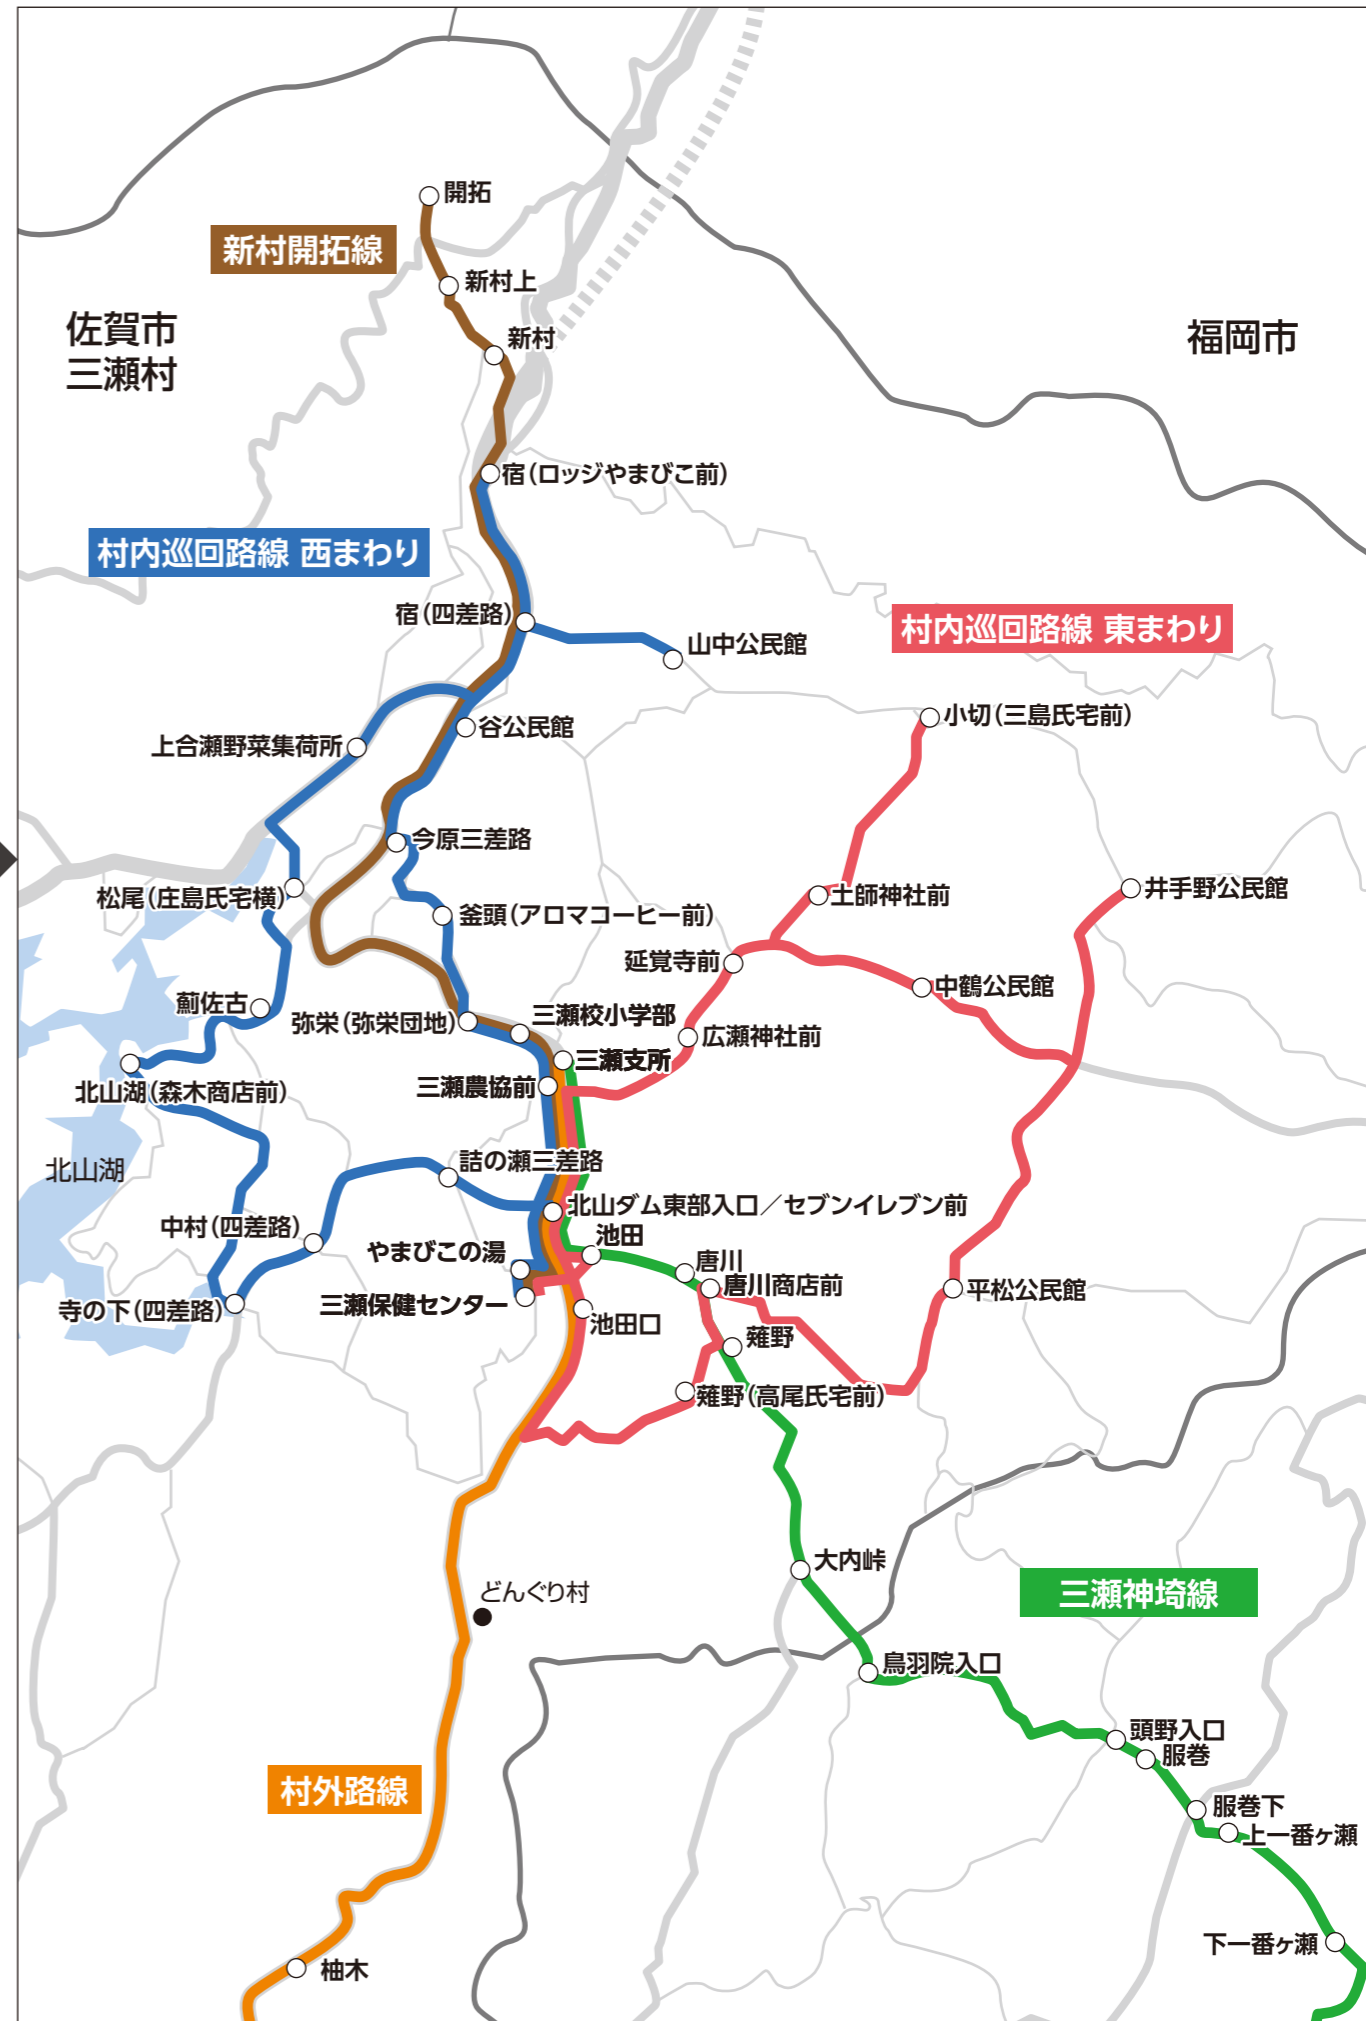 開拓
新村開拓線
新村上
佐賀市
三瀬村
新村
福岡市
宿（ロッジやまびこ前）
村内巡回路線 西まわり
宿（四差路）
村内巡回路線 東まわり
山中公民館
小切（三島氏宅前）
谷公民館
上合瀬野菜集荷所
今原三差路
松尾（庄島氏宅横）
土師神社前
井手野公民館
釜頭（アロマコーヒー前）
延覚寺前
中鶴公民館
薊佐古
弥栄（弥栄団地）
三瀬校小学部
広瀬神社前
三瀬支所
三瀬農協前
北山湖（森木商店前）
北山湖
詰の瀬三差路
北山ダム東部入口／セブンイレブン前
中村（四差路）
池田
やまびこの湯
唐川
唐川商店前
平松公民館
三瀬保健センター
寺の下（四差路）
池田口
薙野
薙野（高尾氏宅前）
大内峠
どんぐり村
三瀬神埼線
鳥羽院入口
頭野入口
服巻
村外路線
服巻下
上一番ヶ瀬
下一番ヶ瀬
柚木